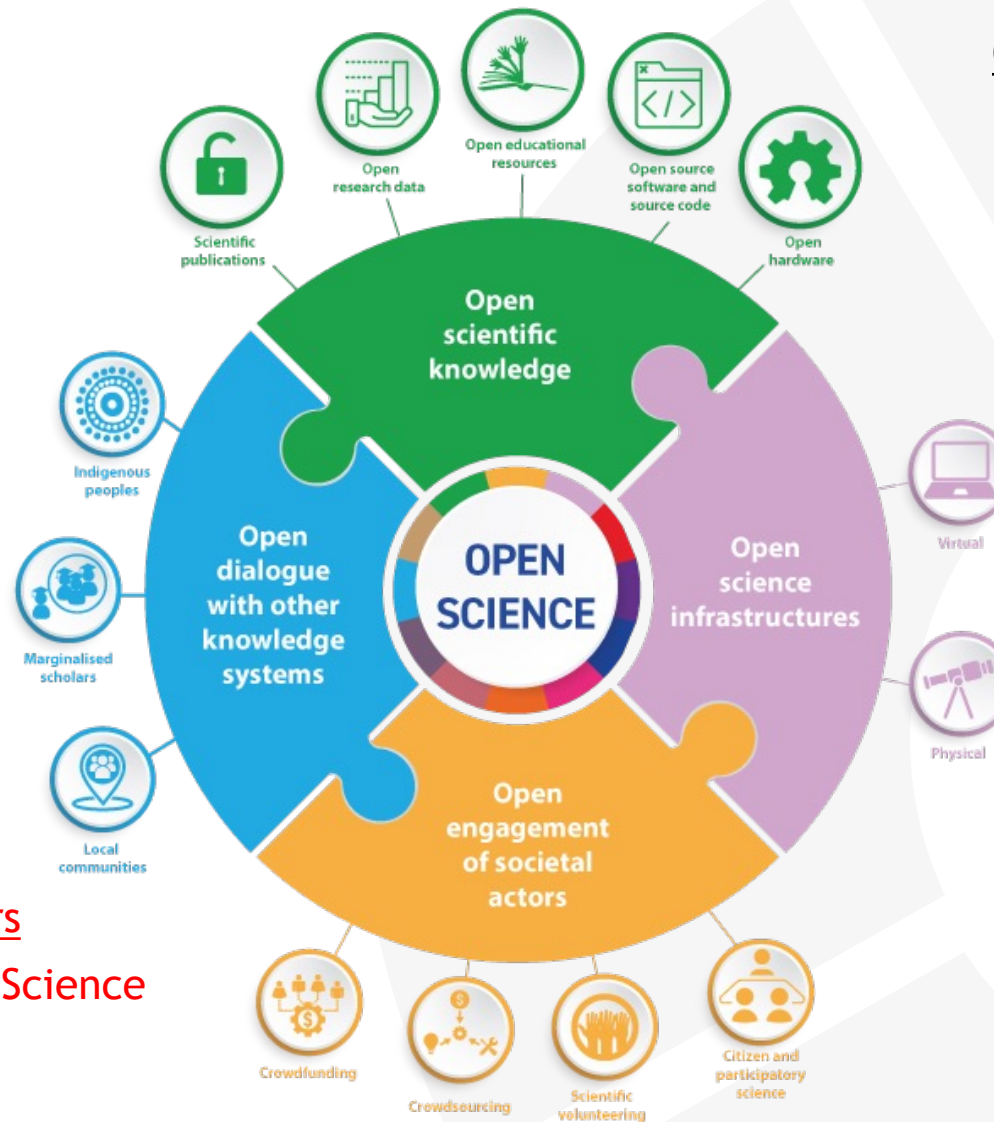 Open educational
resources
Open
research data
Open source
software and
source code
Scientific
publications
Open
hardware
Open
scientific
knowledge
Indigenous
peoples
Marginalised
scholars
Local
communities
Open
dialogue
with other
knowledge
systems
OPEN
SCIENCE
Open
science
infrastructures
Virtual
Physical
Open
engagement
of societal
actors
Science
Crowdfunding
Crowdsourcing
Scientific
volunteering
Citizen and
participatory
science